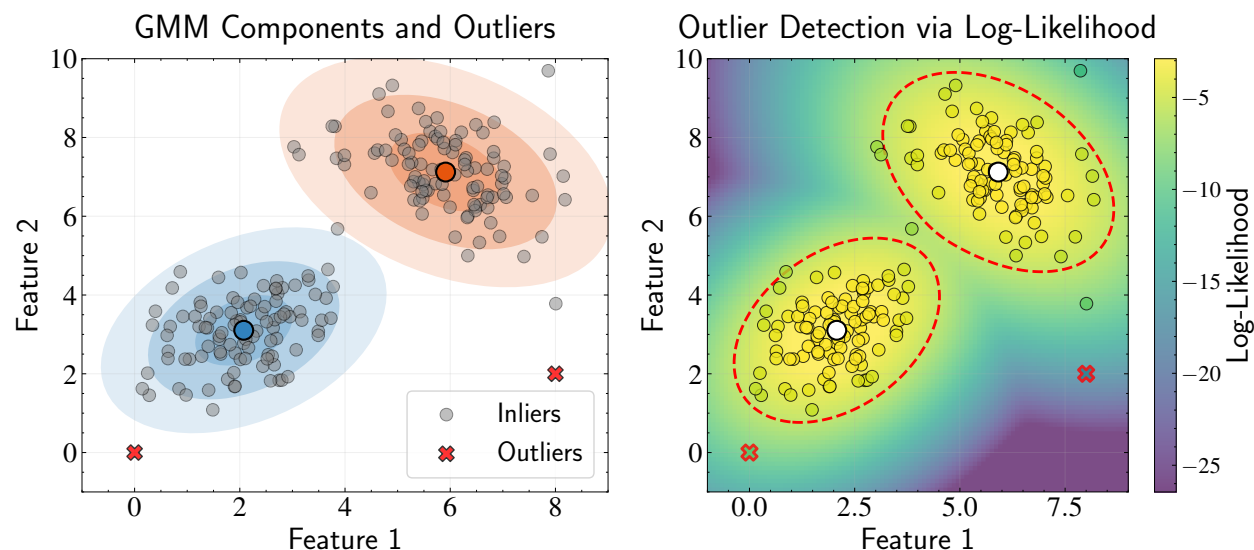 GMM Components and Outliers
Feature 2
10
8
6
4
2
0
0
2
4
6
8
Feature 1
Inliers
Outliers
Outlier Detection via Log-Likelihood
Feature 2
10
8
6
4
2
0
0.0
2.5
5.0
7.5
Feature 1
−5
−10
−15
−20
−25
Log-Likelihood